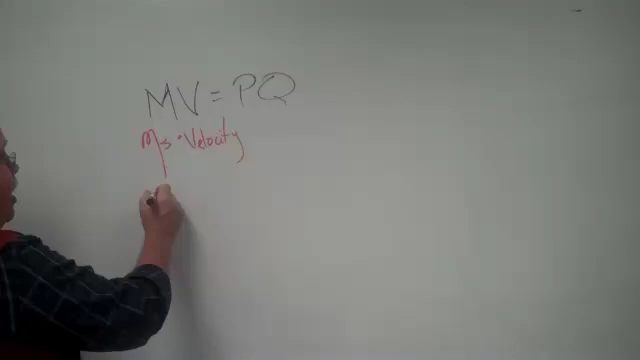 MV = PQ
Ms • Velocity